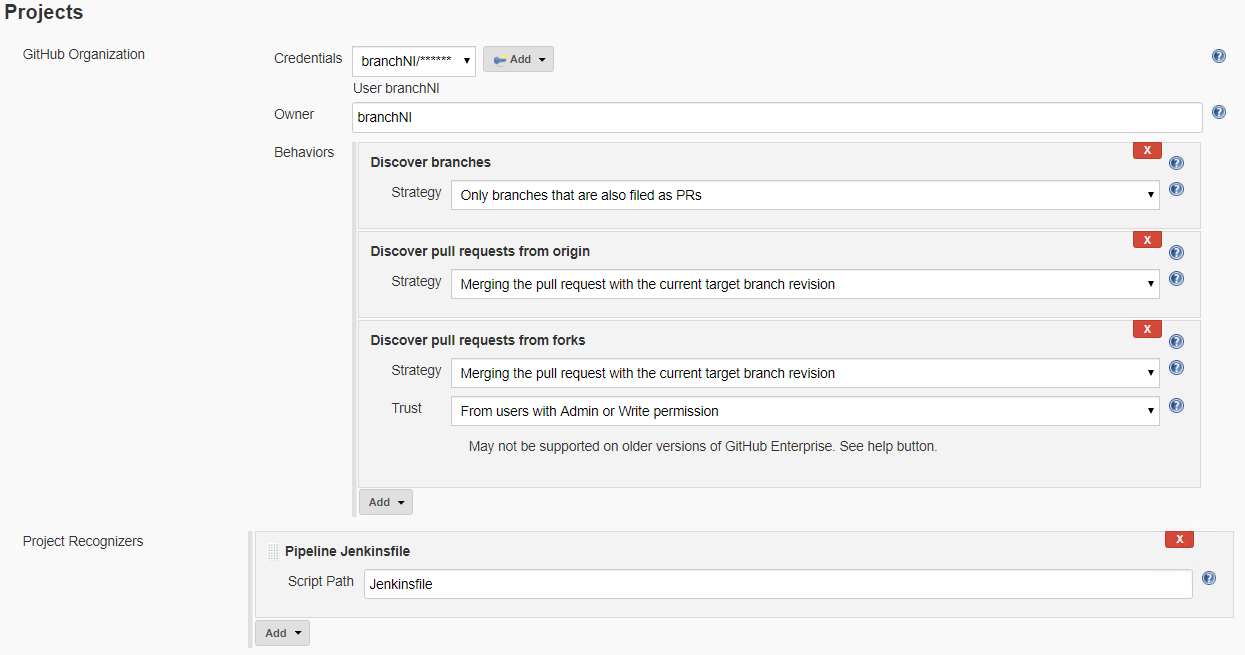 Projects
GitHub Organization
Credentials branchNI/****** Add
User branchNI
Owner branchNI
Behaviors
X
Discover branches
Strategy Only branches that are also filed as PRs
X
Discover pull requests from origin
Strategy Merging the pull request with the current target branch revision
X
Discover pull requests from forks
Strategy Merging the pull request with the current target branch revision
Trust From users with Admin or Write permission
May not be supported on older versions of GitHub Enterprise. See help button.
Add
Project Recognizers
X
Pipeline Jenkinsfile
Script Path Jenkinsfile
Add